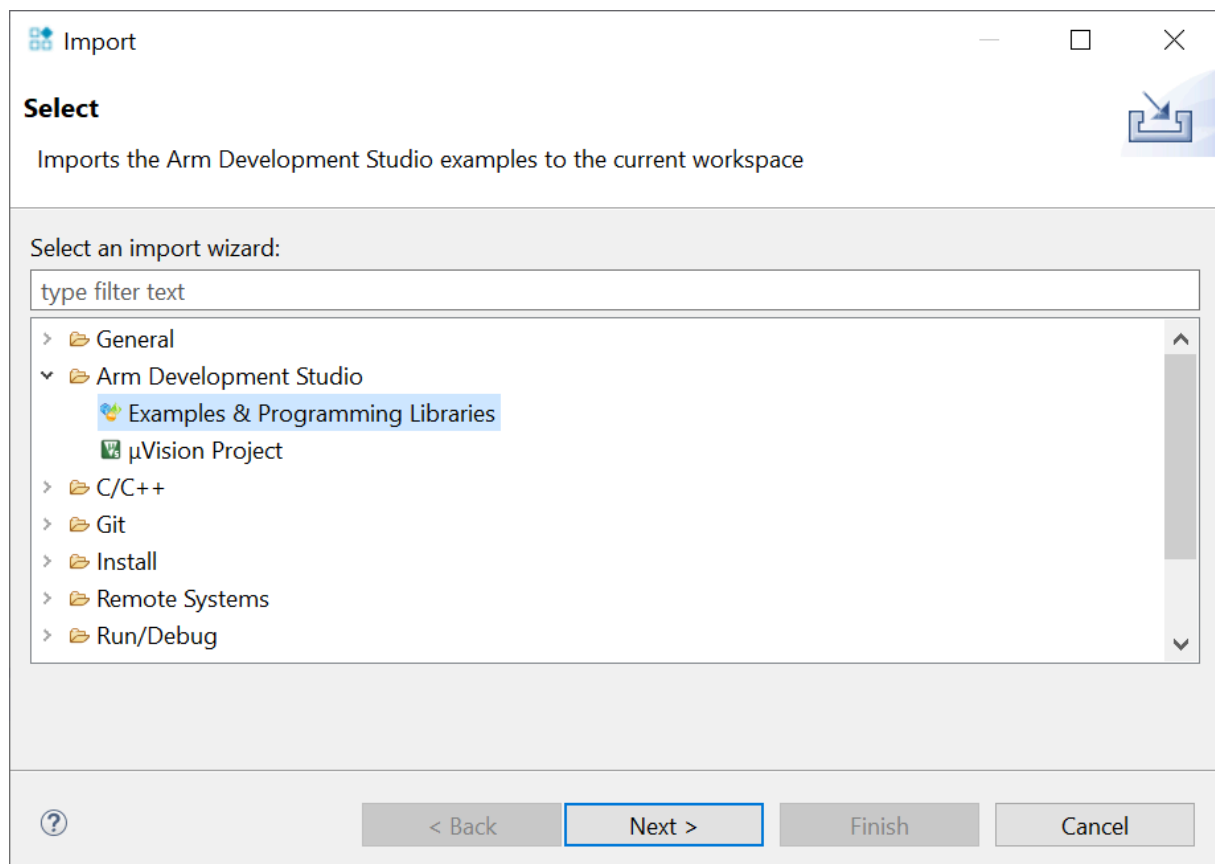 Import
Select
Imports the Arm Development Studio examples to the current workspace
Select an import wizard:
type filter text
General
Arm Development Studio
Examples & Programming Libraries
µVision Project
C/C++
Git
Install
Remote Systems
Run/Debug
< Back Next > Finish Cancel